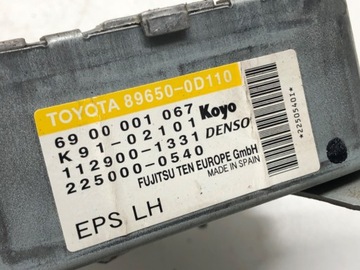 TOYOTA 89650-0D110
69 00 001 067 Koyo
K 91-02101
112900-1331 DENSO
225000-0540
FUJITSU TEN EUROPE GmbH
MADE IN SPAIN
EPS LH
*22505401*